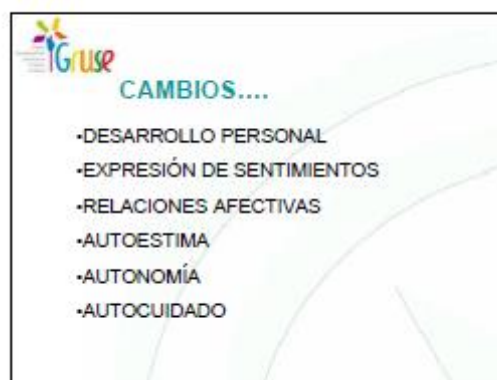 Gruse
CAMBIOS....
•DESARROLLO PERSONAL
•EXPRESIÓN DE SENTIMIENTOS
•RELACIONES AFECTIVAS
•AUTOESTIMA
•AUTONOMÍA
•AUTOCUIDADO